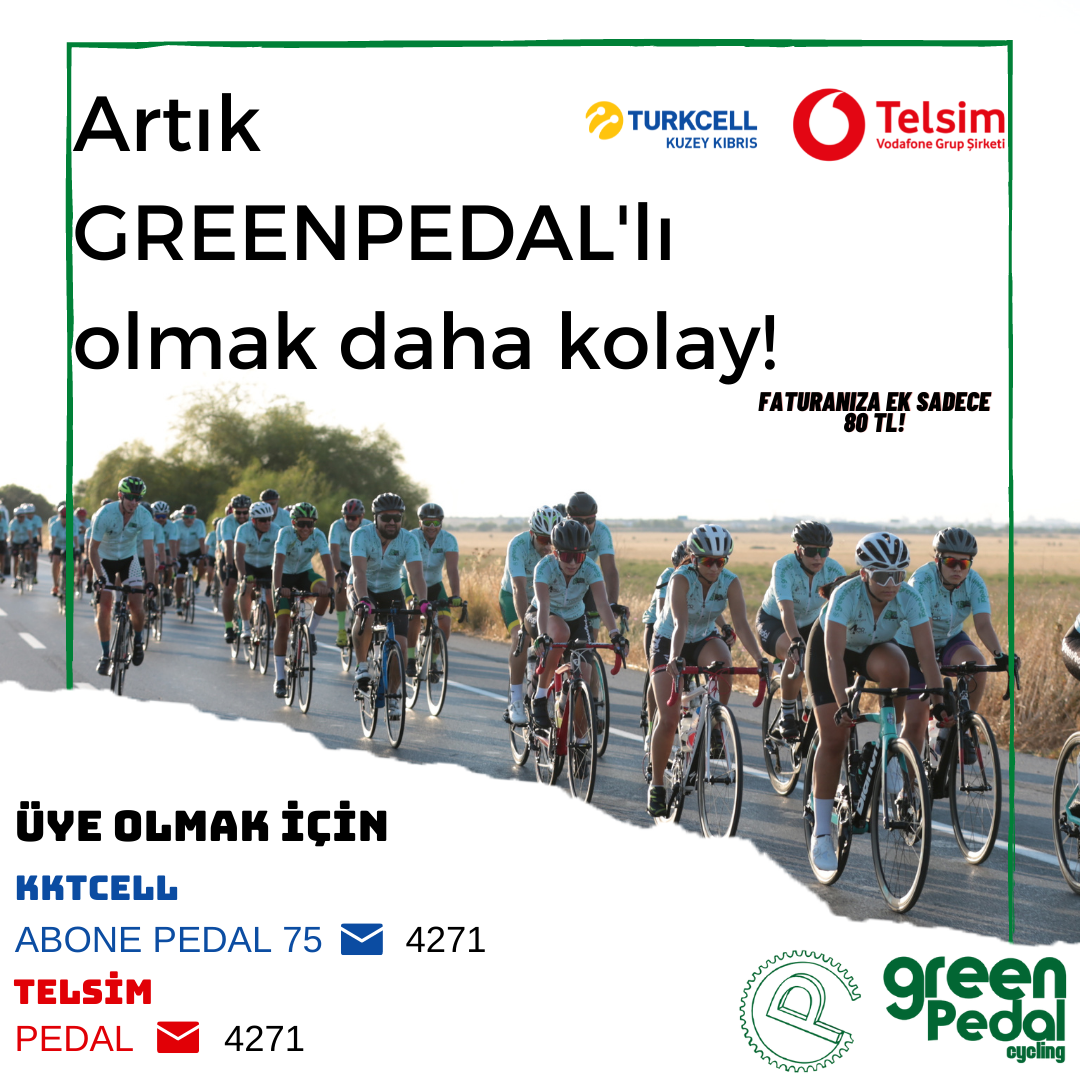 Artık
GREENPEDAL'lı
olmak daha kolay!
TURKCELL
KUZEY KIBRIS
Telsim
Vodafone Grup Şirketi
FATURANIZA EK SADECE
80 TL!
ÜYE OLMAK İÇİN
KKTCELL
ABONE PEDAL 75 4271
TELSİM
PEDAL 4271
P
green
Pedal
cycling